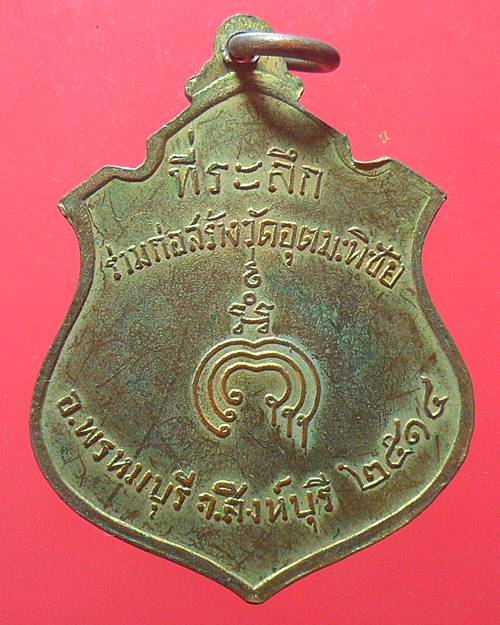 ที่ระลึก
ร่วมก่อสร้างวัดอุตมะพิชัย
อ.พรหมบุรี จ.สิงห์บุรี ๒๕๑๔